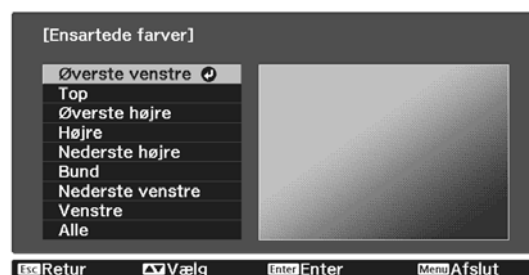 [Ensartede farver]
Øverste venstre
Top
Øverste højre
Højre
Nederste højre
Bund
Nederste venstre
Venstre
Alle
Esc Retur Vælg Enter Enter Menu Afslut